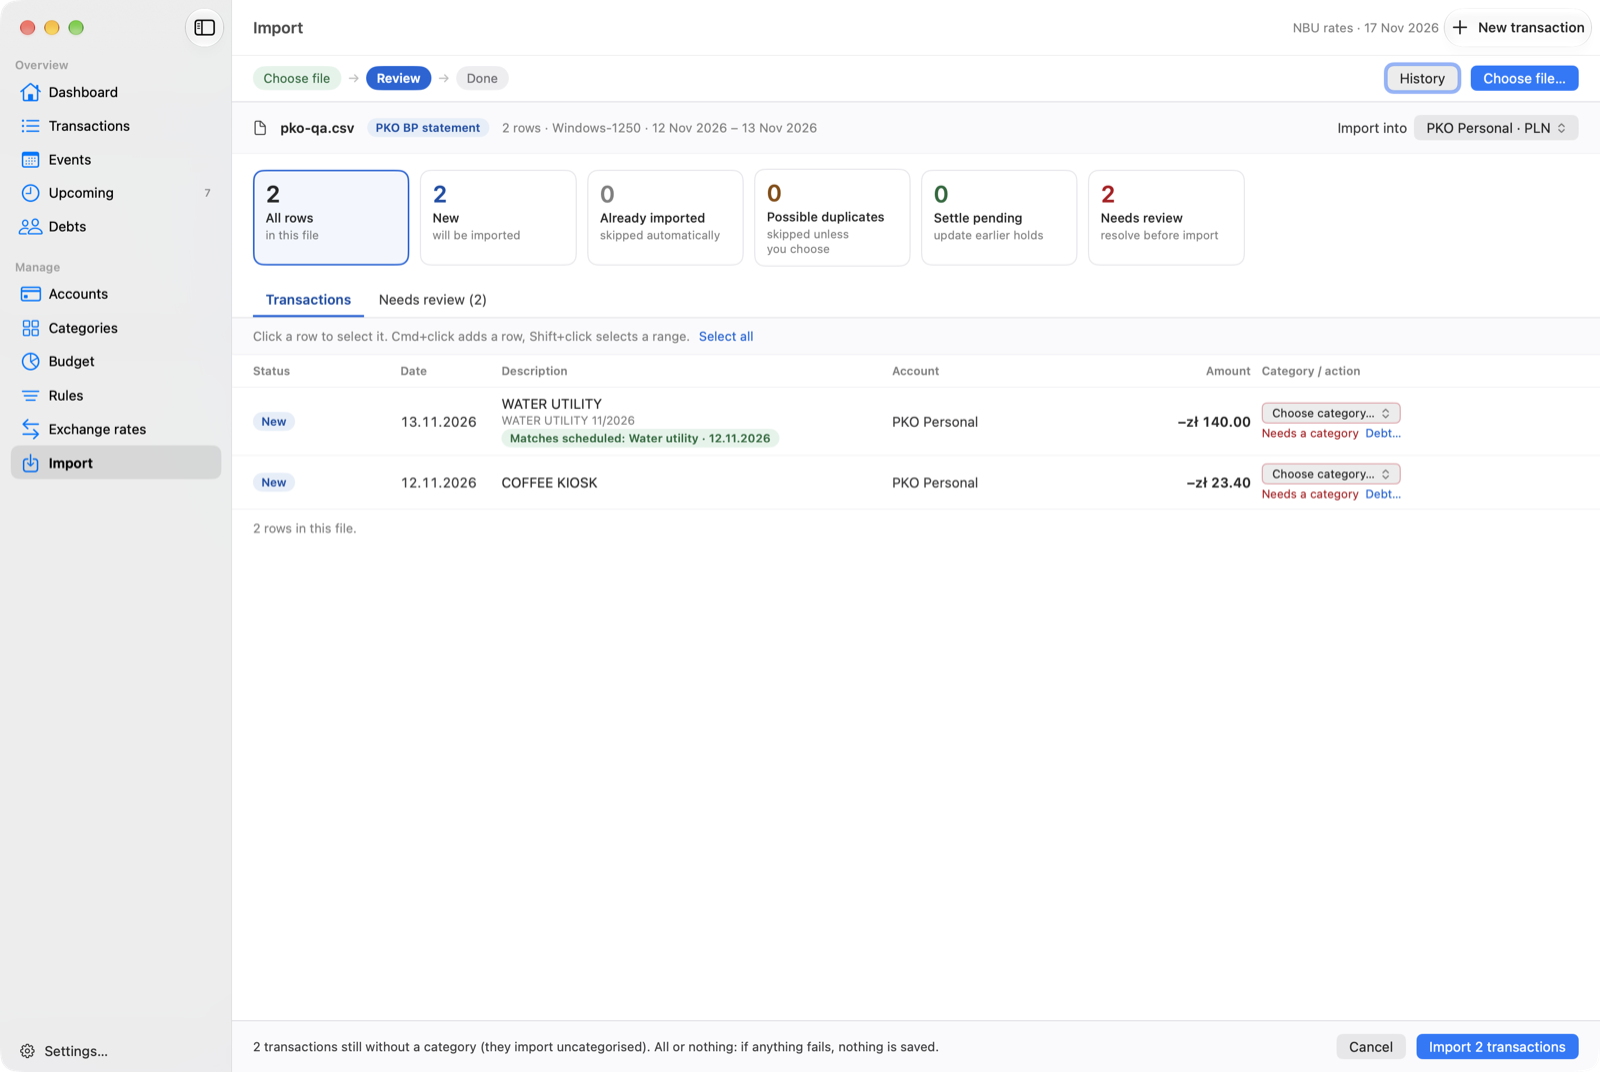 Import
NBU rates · 17 Nov 2026
New transaction
Overview
Dashboard
Transactions
Events
Upcoming 7
Debts
Manage
Accounts
Categories
Budget
Rules
Exchange rates
Import
Settings...
Choose file → Review → Done
History
Choose file...
pko-qa.csv PKO BP statement 2 rows · Windows-1250 · 12 Nov 2026 – 13 Nov 2026
Import into PKO Personal · PLN
2
All rows
in this file
2
New
will be imported
0
Already imported
skipped automatically
0
Possible duplicates
skipped unless
you choose
0
Settle pending
update earlier holds
2
Needs review
resolve before import
Transactions Needs review (2)
Click a row to select it. Cmd+click adds a row, Shift+click selects a range. Select all
Status Date Description Account Amount Category / action
New 13.11.2026 WATER UTILITY
WATER UTILITY 11/2026
Matches scheduled: Water utility · 12.11.2026
PKO Personal −zł 140.00 Choose category...
Needs a category Debt...
New 12.11.2026 COFFEE KIOSK PKO Personal −zł 23.40 Choose category...
Needs a category Debt...
2 rows in this file.
2 transactions still without a category (they import uncategorised). All or nothing: if anything fails, nothing is saved.
Cancel
Import 2 transactions